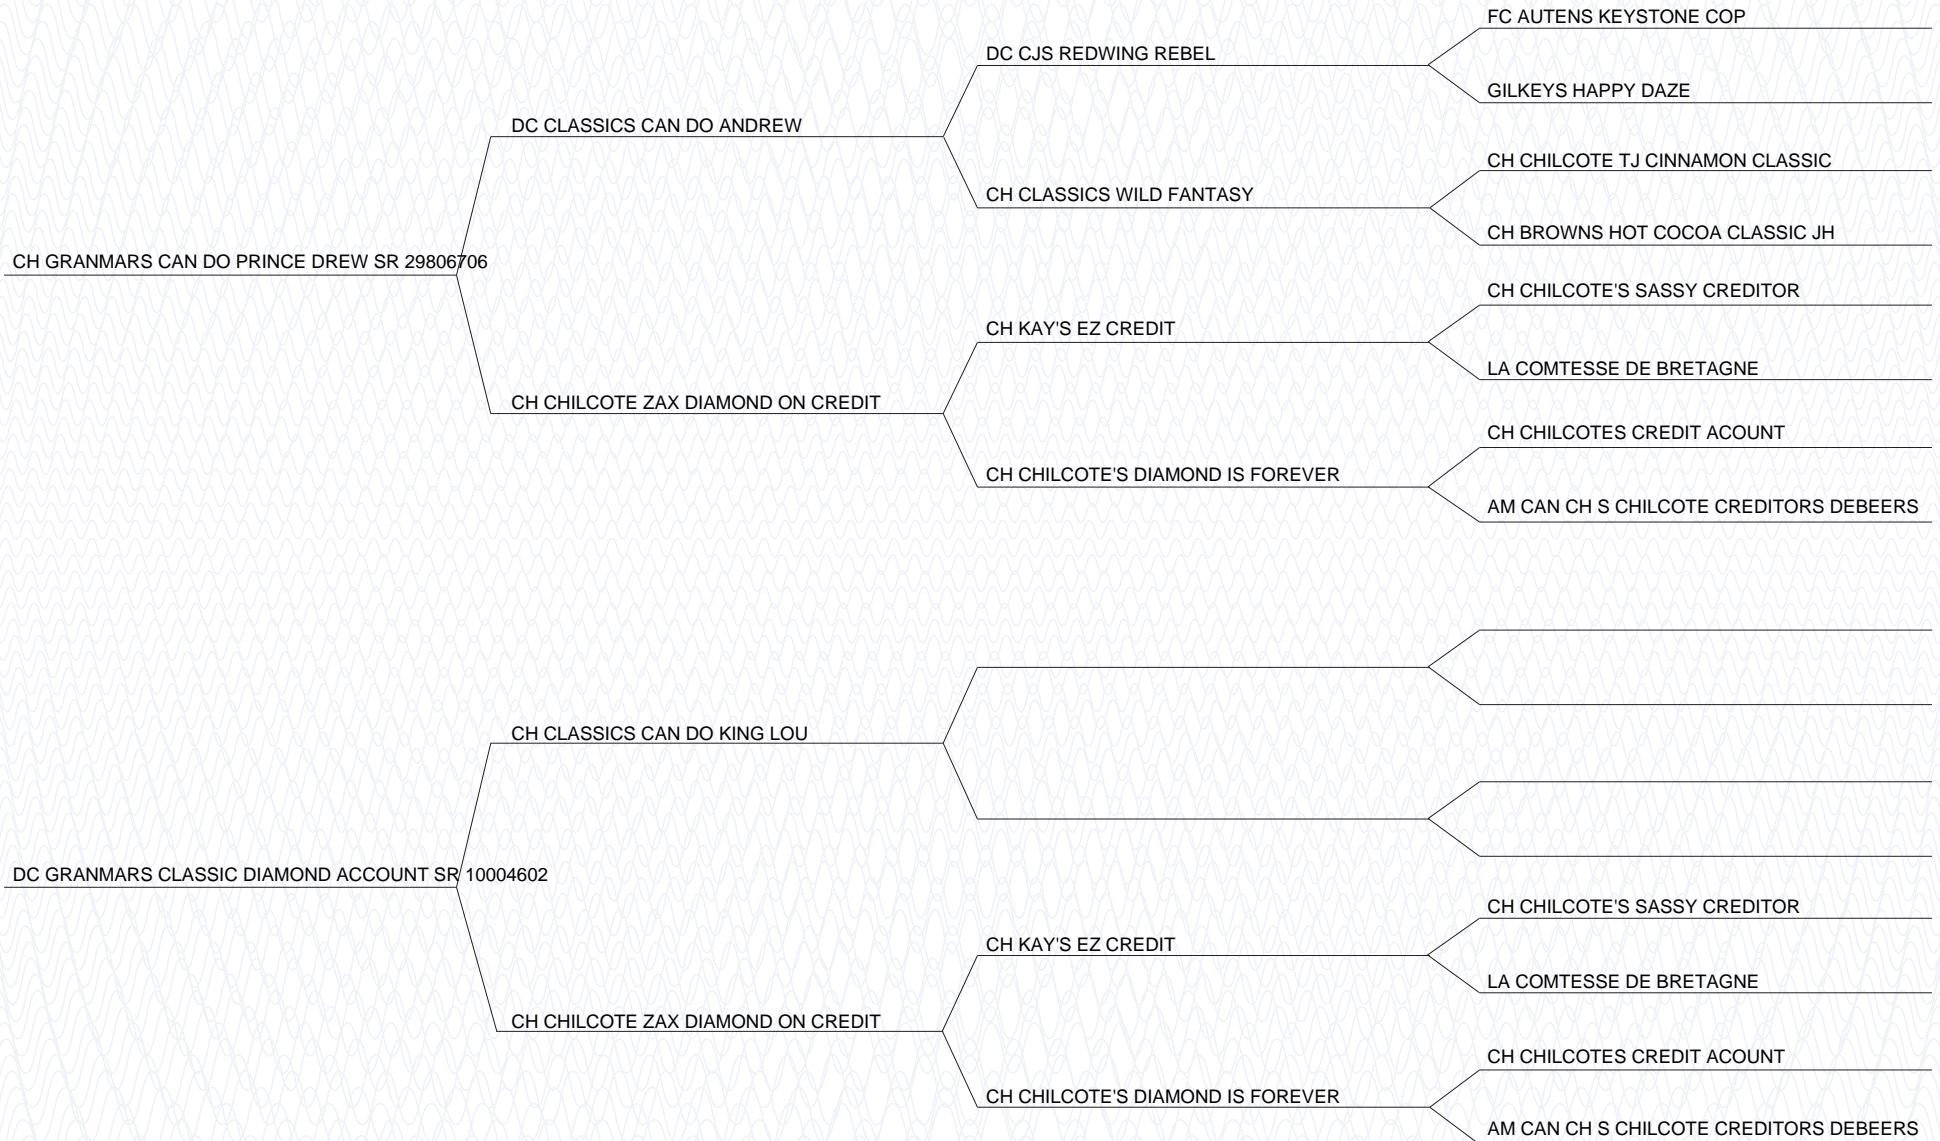 FC AUTENS KEYSTONE COP
DC CJS REDWING REBEL
GILKEYS HAPPY DAZE
DC CLASSICS CAN DO ANDREW
CH CHILCOTE TJ CINNAMON CLASSIC
CH CLASSICS WILD FANTASY
CH BROWNS HOT COCOA CLASSIC JH
CH GRANMARS CAN DO PRINCE DREW SR 29806706
CH CHILCOTE'S SASSY CREDITOR
CH KAY'S EZ CREDIT
LA COMTESSE DE BRETAGNE
CH CHILCOTE ZAX DIAMOND ON CREDIT
CH CHILCOTES CREDIT ACOUNT
CH CHILCOTE'S DIAMOND IS FOREVER
AM CAN CH S CHILCOTE CREDITORS DEBEERS
CH CLASSICS CAN DO KING LOU
DC GRANMARS CLASSIC DIAMOND ACCOUNT SR 10004602
CH CHILCOTE'S SASSY CREDITOR
CH KAY'S EZ CREDIT
LA COMTESSE DE BRETAGNE
CH CHILCOTE ZAX DIAMOND ON CREDIT
CH CHILCOTES CREDIT ACOUNT
CH CHILCOTE'S DIAMOND IS FOREVER
AM CAN CH S CHILCOTE CREDITORS DEBEERS